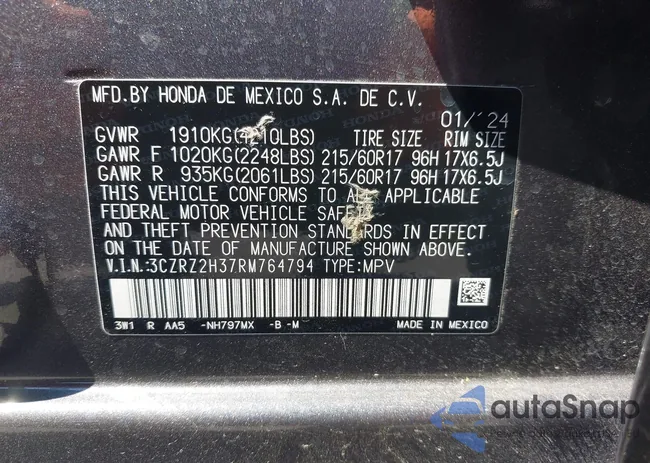 MFD.BY HONDA DE MEXICO S.A. DE C.V.
01/'24
GVWR 1910KG(4210LBS) TIRE SIZE RIM SIZE
GAWR F 1020KG(2248LBS) 215/60R17 96H 17X6.5J
GAWR R 935KG(2061LBS) 215/60R17 96H 17X6.5J
THIS VEHICLE CONFORMS TO ALL APPLICABLE
FEDERAL MOTOR VEHICLE SAFETY
AND THEFT PREVENTION STANDARDS IN EFFECT
ON THE DATE OF MANUFACTURE SHOWN ABOVE.
V.I.N.:3CZRZ2H37RM764794 TYPE:MPV
3W1 R AA5 -NH797MX -B -M MADE IN MEXICO
autoSnap